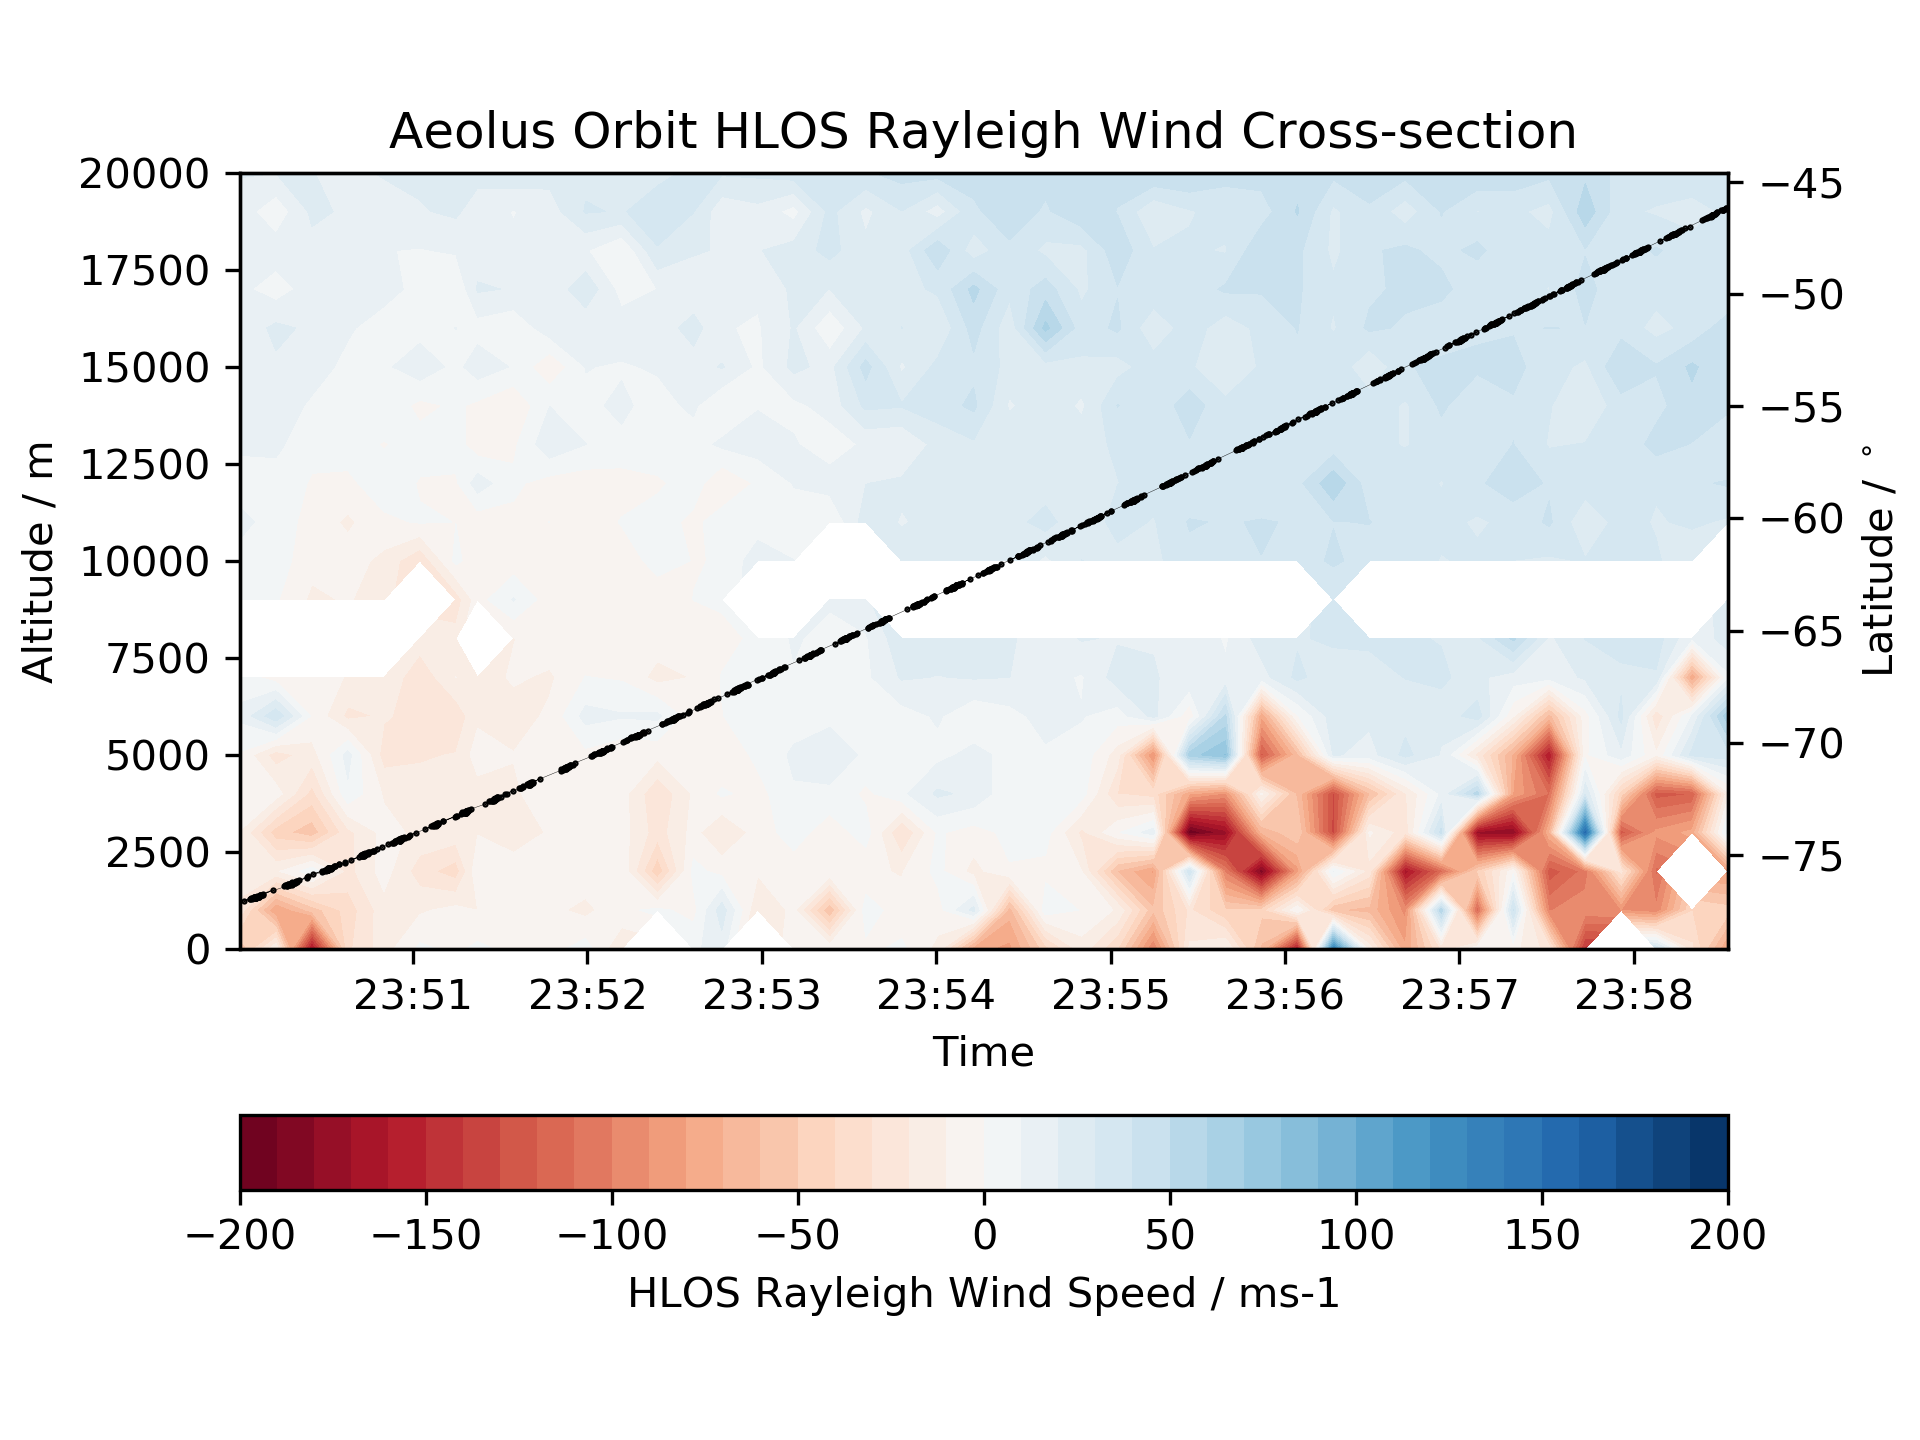 Aeolus Orbit HLOS Rayleigh Wind Cross-section
20000
17500
15000
12500
10000
7500
5000
2500
0
Altitude / m
−45
−50
−55
−60
−65
−70
−75
Latitude / °
23:51 23:52 23:53 23:54 23:55 23:56 23:57 23:58
Time
−200 −150 −100 −50 0 50 100 150 200
HLOS Rayleigh Wind Speed / ms-1